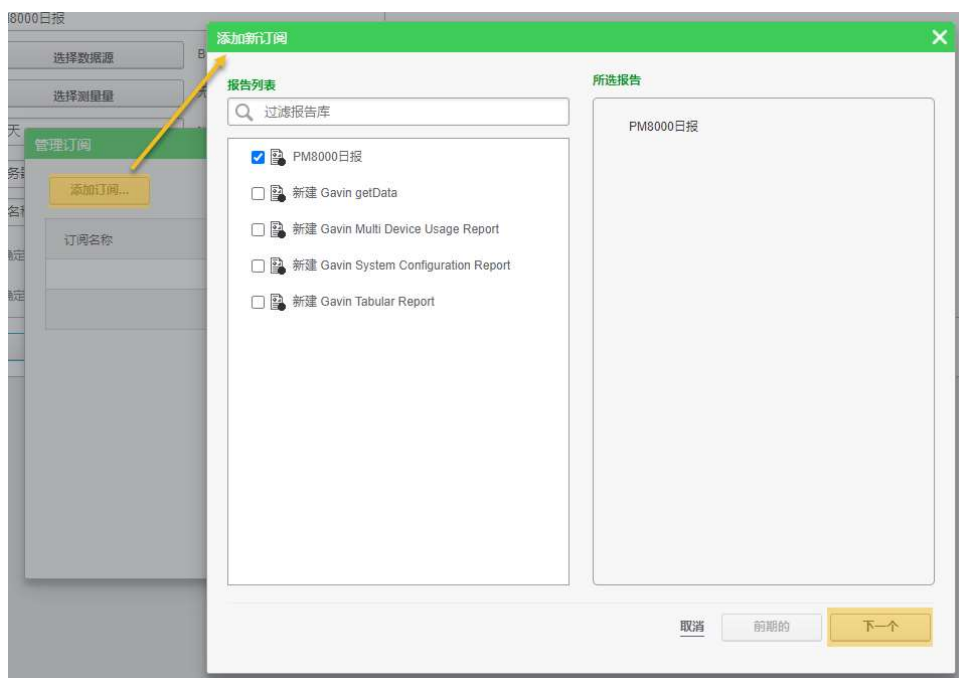 8000日报
选择数据源
B
选择测量量
天
管理订阅
添加订阅...
订阅名称
添加新订阅
报告列表
过滤报告库
PM8000日报
新建 Gavin getData
新建 Gavin Multi Device Usage Report
新建 Gavin System Configuration Report
新建 Gavin Tabular Report
所选报告
PM8000日报
取消
前期的
下一个